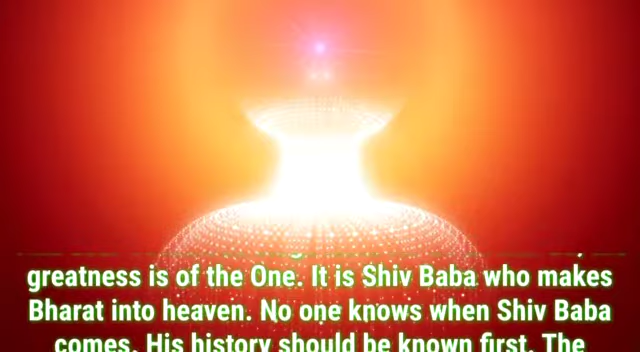 greatness is of the One. It is Shiv Baba who makes
Bharat into heaven. No one knows when Shiv Baba
comes. His history should be known first. The